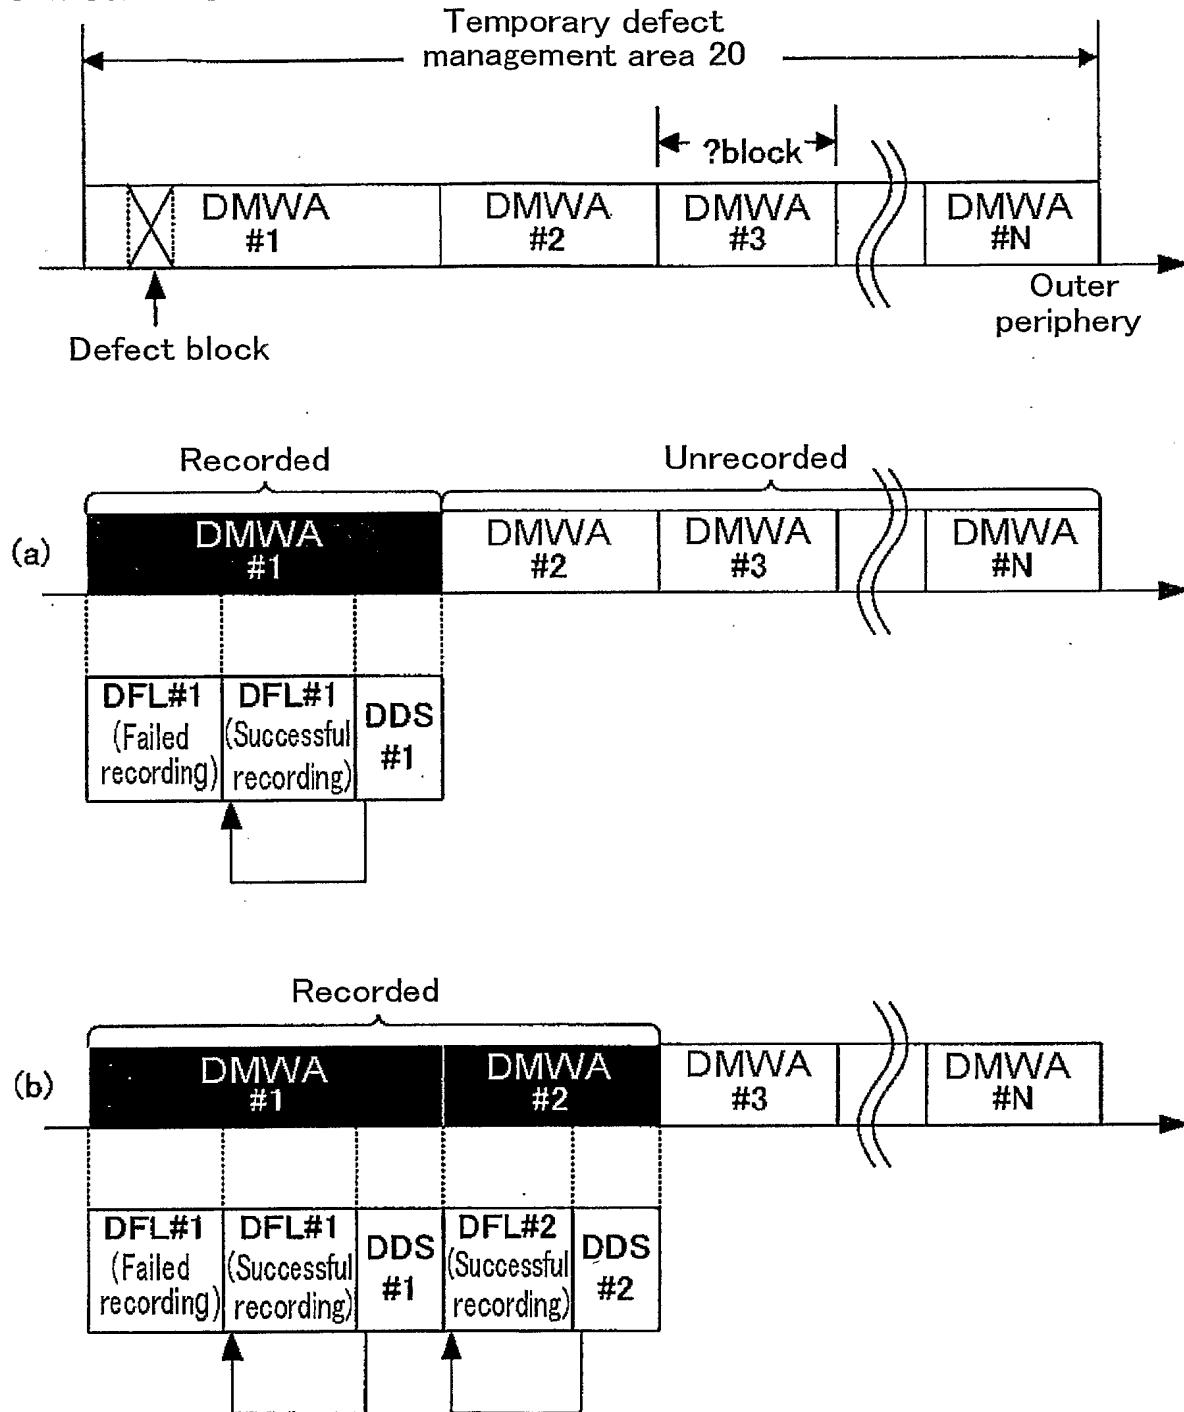 Temporary defect
management area 20
?block
DMWA
#1
DMWA
#2
DMWA
#3
DMWA
#N
Outer
periphery
Defect block
Recorded
Unrecorded
(a)
DMWA
#1
DMWA
#2
DMWA
#3
DMWA
#N
DFL#1
(Failed
recording)
DFL#1
(Successful
recording)
DDS
#1
Recorded
(b)
DMWA
#1
DMWA
#2
DMWA
#3
DMWA
#N
DFL#1
(Failed
recording)
DFL#1
(Successful
recording)
DDS
#1
DFL#2
(Successful
recording)
DDS
#2